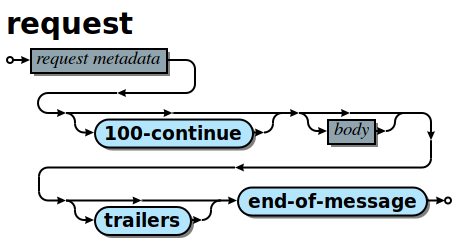 request
request metadata
100-continue
body
trailers
end-of-message